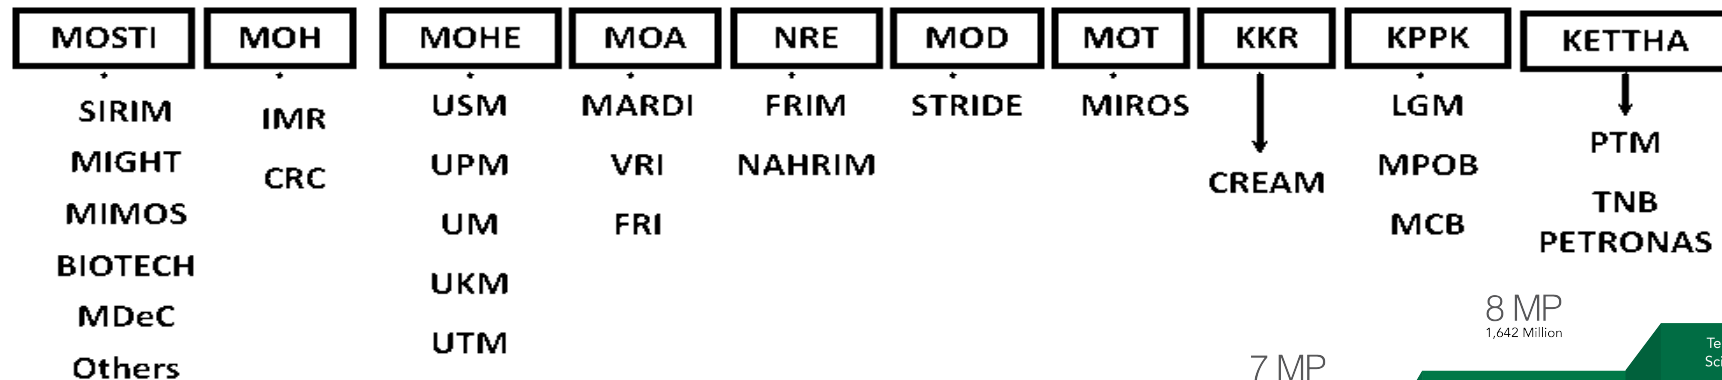 MOSTI
SIRIM
MIGHT
MIMOS
BIOTECH
MDeC
Others
MOH
IMR
CRC
MOHE
USM
UPM
UM
UKM
UTM
MOA
MARDI
VRI
FRI
NRE
FRIM
NAHRIM
MOD
STRIDE
MOT
MIROS
KKR
CREAM
KPPK
LGM
MPOB
MCB
KETTHA
PTM
TNB
PETRONAS
8 MP
1,642 Million
7 MP